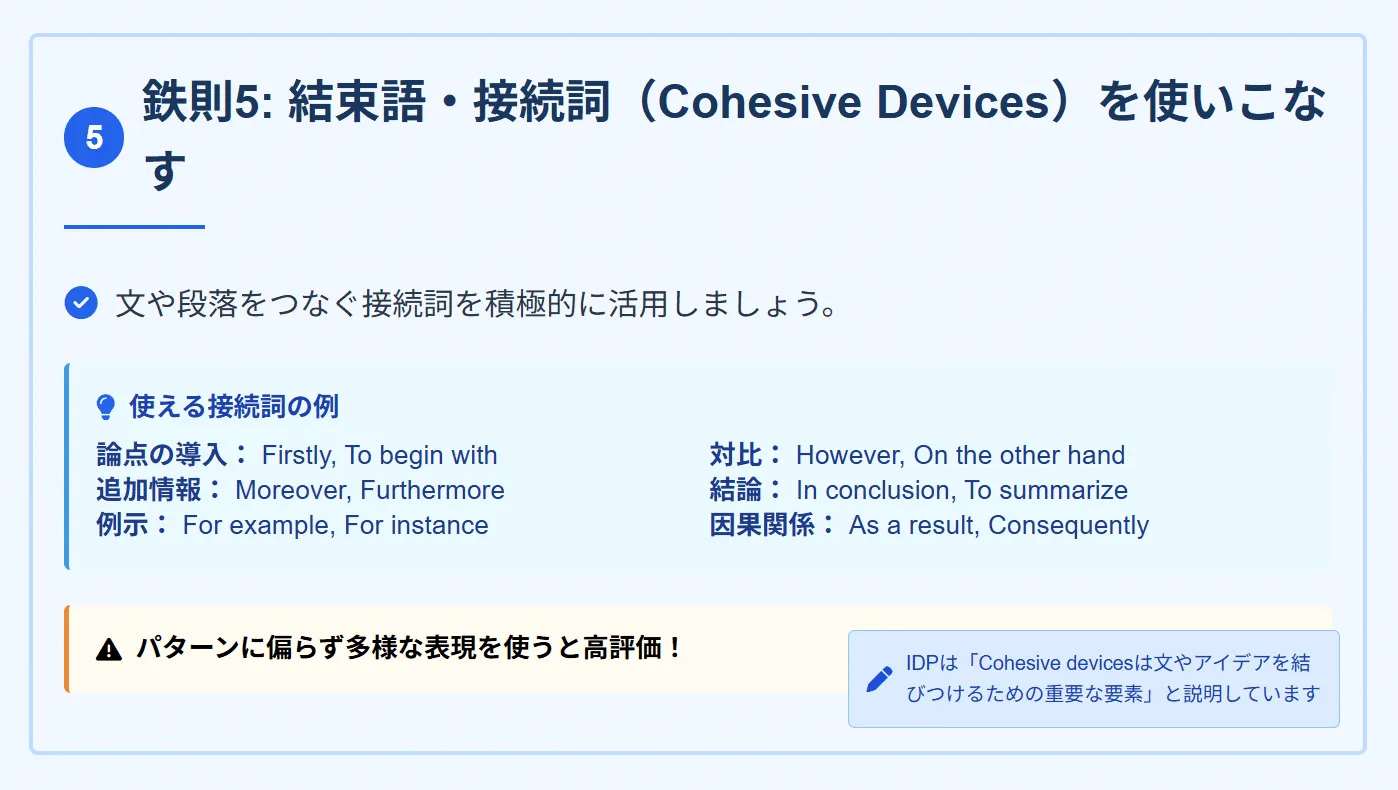 5
鉄則5: 結束語・接続詞（Cohesive Devices）を使いこな
す
文や段落をつなぐ接続詞を積極的に活用しましょう。
使える接続詞の例
論点の導入： Firstly, To begin with
追加情報： Moreover, Furthermore
例示： For example, For instance
対比： However, On the other hand
結論： In conclusion, To summarize
因果関係： As a result, Consequently
パターンに偏らず多様な表現を使うと高評価！
IDPは「Cohesive devicesは文やアイデアを結
びつけるための重要な要素」と説明しています